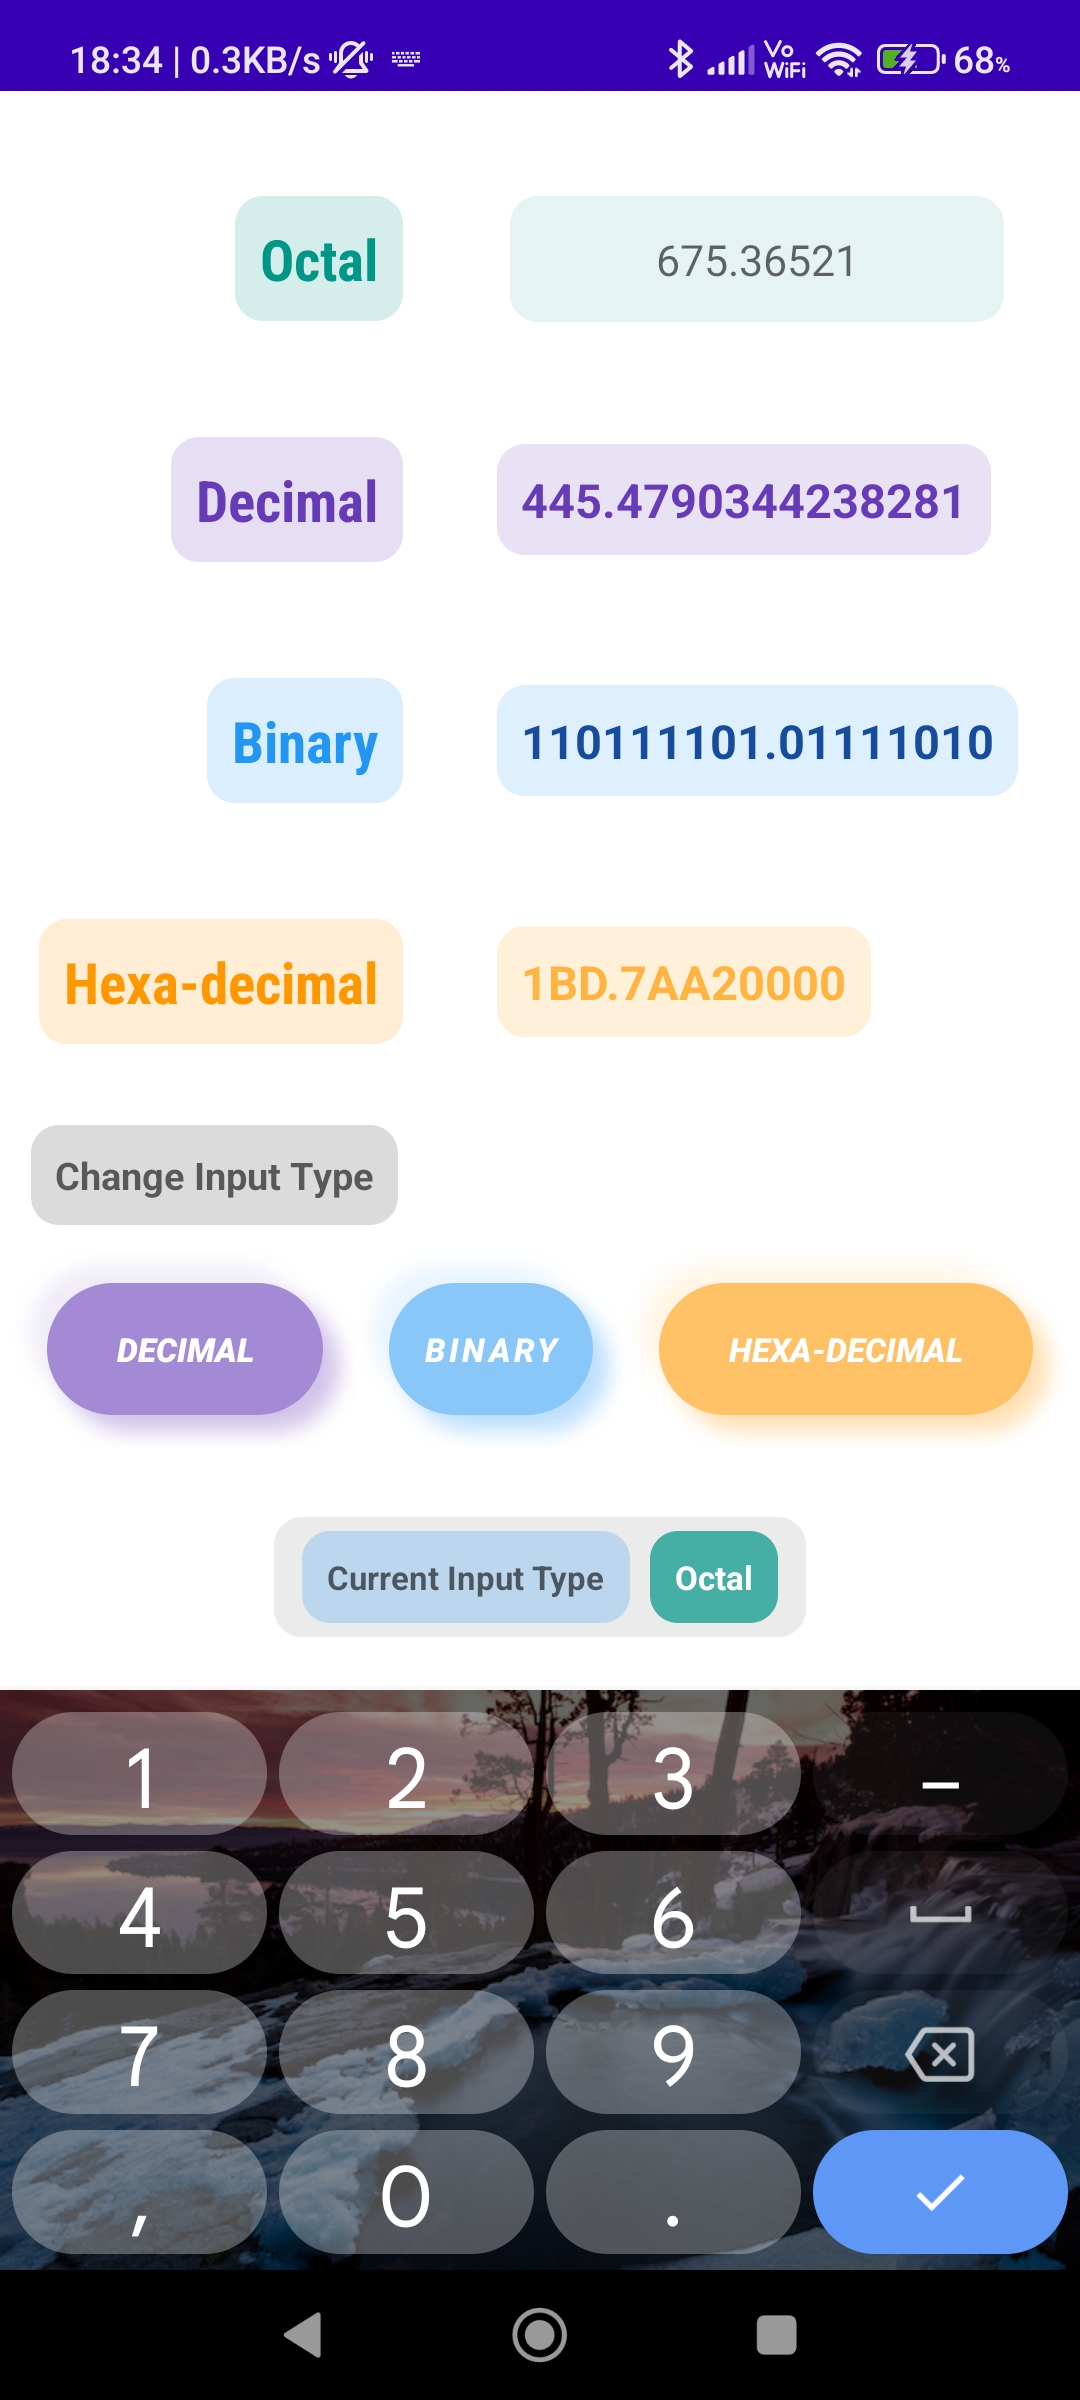 18:34 | 0.3KB/s Vo WiFi 68%
Octal 675.36521
Decimal 445.4790344238281
Binary 110111101.01111010
Hexa-decimal 1BD.7AA20000
Change Input Type
DECIMAL BINARY HEXA-DECIMAL
Current Input Type Octal
1 2 3 –
4 5 6
7 8 9
, 0 .